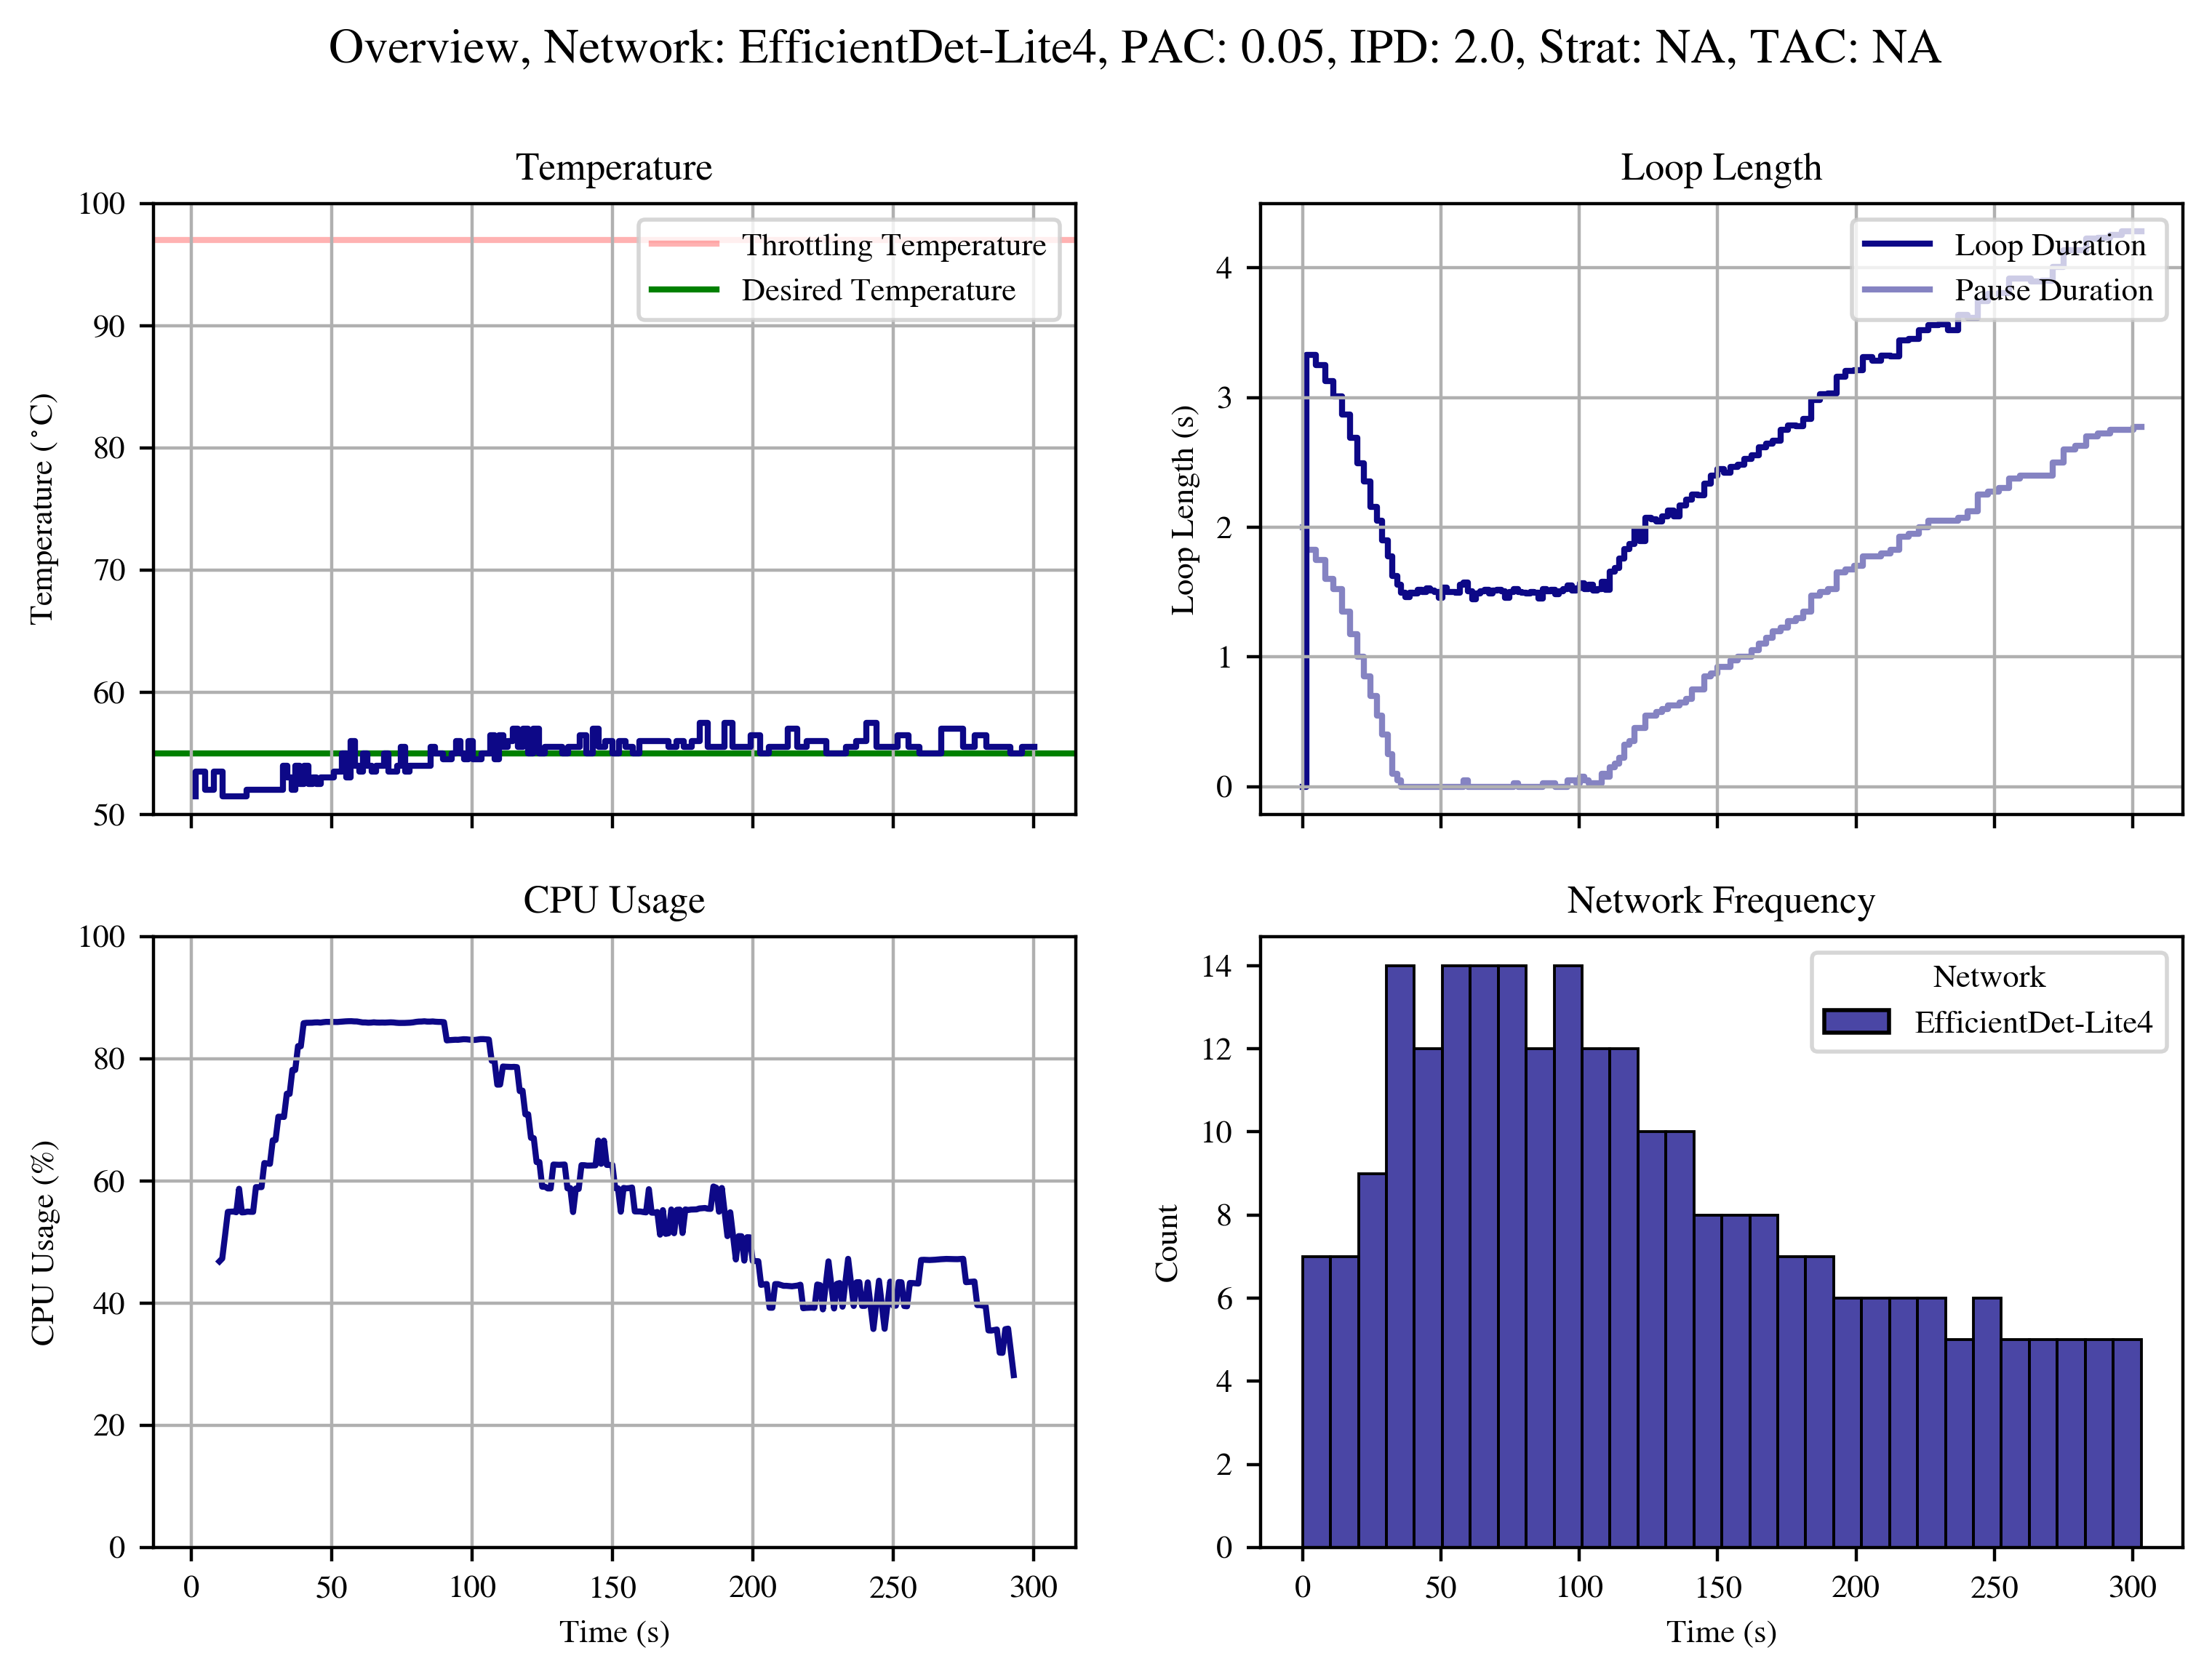 Overview, Network: EfficientDet-Lite4, PAC: 0.05, IPD: 2.0, Strat: NA, TAC: NA
Temperature
100
90
80
70
60
50
Temperature (°C)
Throttling Temperature
Desired Temperature
Loop Length
4
3
2
1
0
Loop Length (s)
Loop Duration
Pause Duration
CPU Usage
100
80
60
40
20
0
CPU Usage (%)
0 50 100 150 200 250 300
Time (s)
Network Frequency
14
12
10
8
6
4
2
0
Count
Network
EfficientDet-Lite4
0 50 100 150 200 250 300
Time (s)